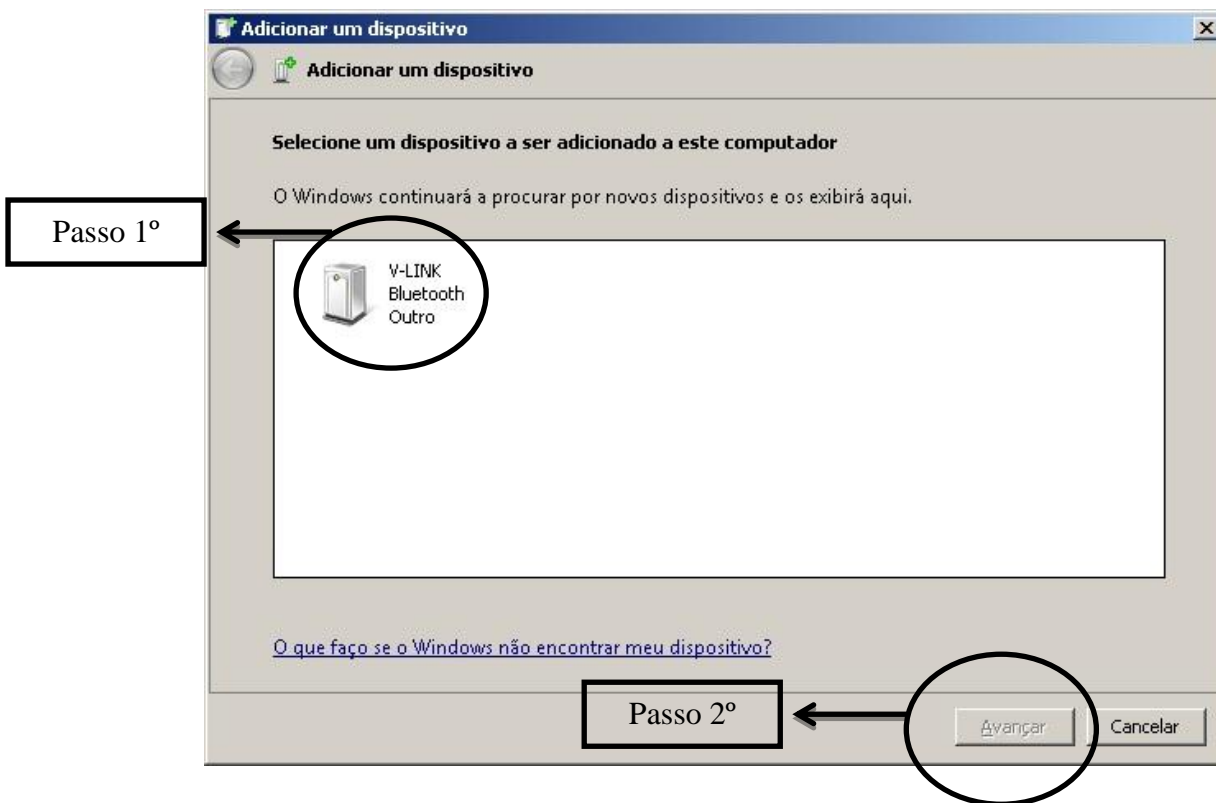 Adicionar um dispositivo
Adicionar um dispositivo
Selecione um dispositivo a ser adicionado a este computador
O Windows continuará a procurar por novos dispositivos e os exibirá aqui.
Passo 1º
V-LINK
Bluetooth
Outro
O que faço se o Windows não encontrar meu dispositivo?
Passo 2º
Avançar
Cancelar